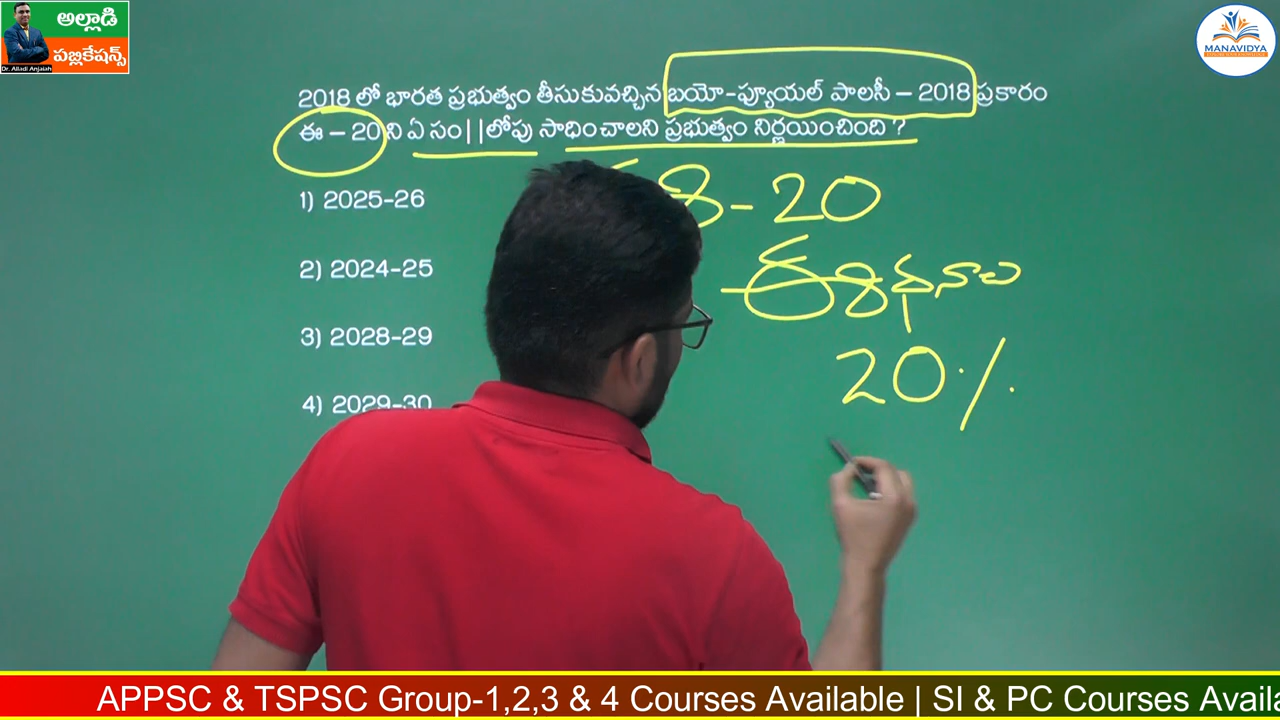 అల్లాడి
పబ్లికేషన్స్
Dr. Alladi Anjaiah
MANAVIDYA
2018 లో భారత ప్రభుత్వం తీసుకువచ్చిన బయో-ఫ్యూయల్ పాలసీ – 2018 ప్రకారం
ఈ – 20ని ఏ సం||లోపు సాధించాలని ప్రభుత్వం నిర్ణయించింది ?
1) 2025-26
2) 2024-25
3) 2028-29
4) 2029-30
- 20
20%
APPSC & TSPSC Group-1,2,3 & 4 Courses Available | SI & PC Courses Availa